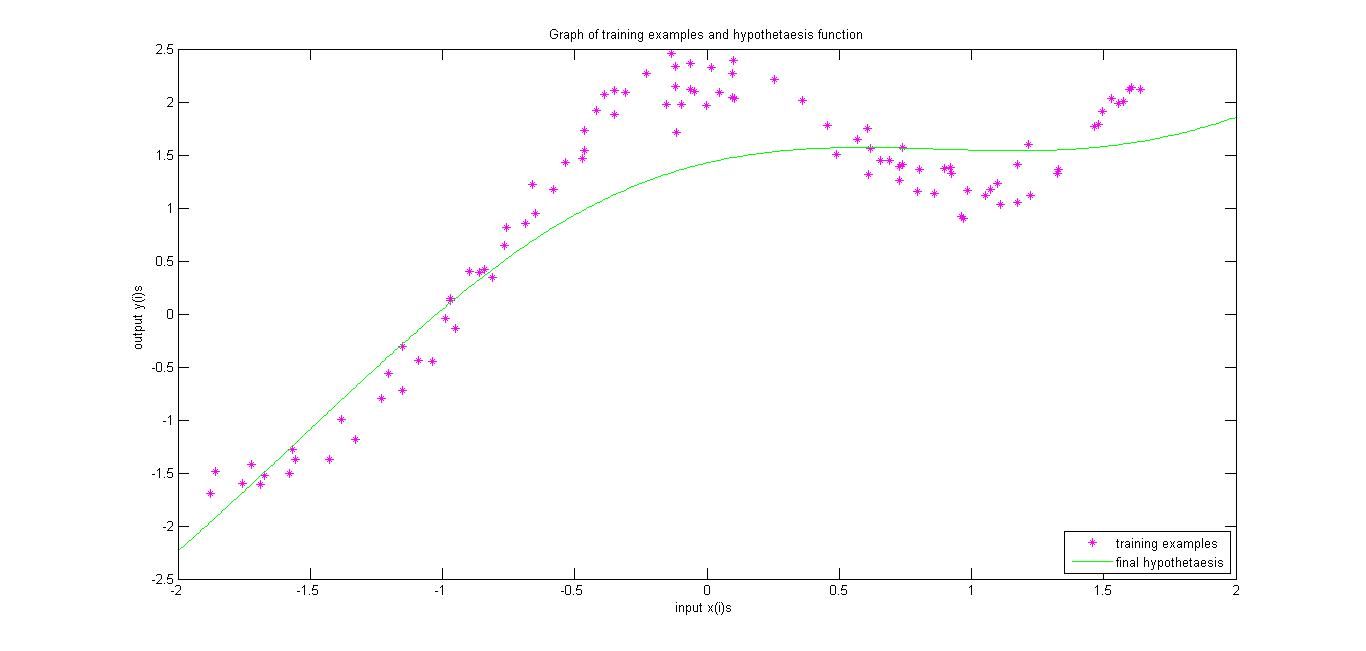 Graph of training examples and hypothetaesis function
2.5
2
1.5
1
0.5
0
-0.5
-1
-1.5
-2
-2.5
output y(i)s
-2 -1.5 -1 -0.5 0 0.5 1 1.5 2
input x(i)s
training examples
final hypothetaesis